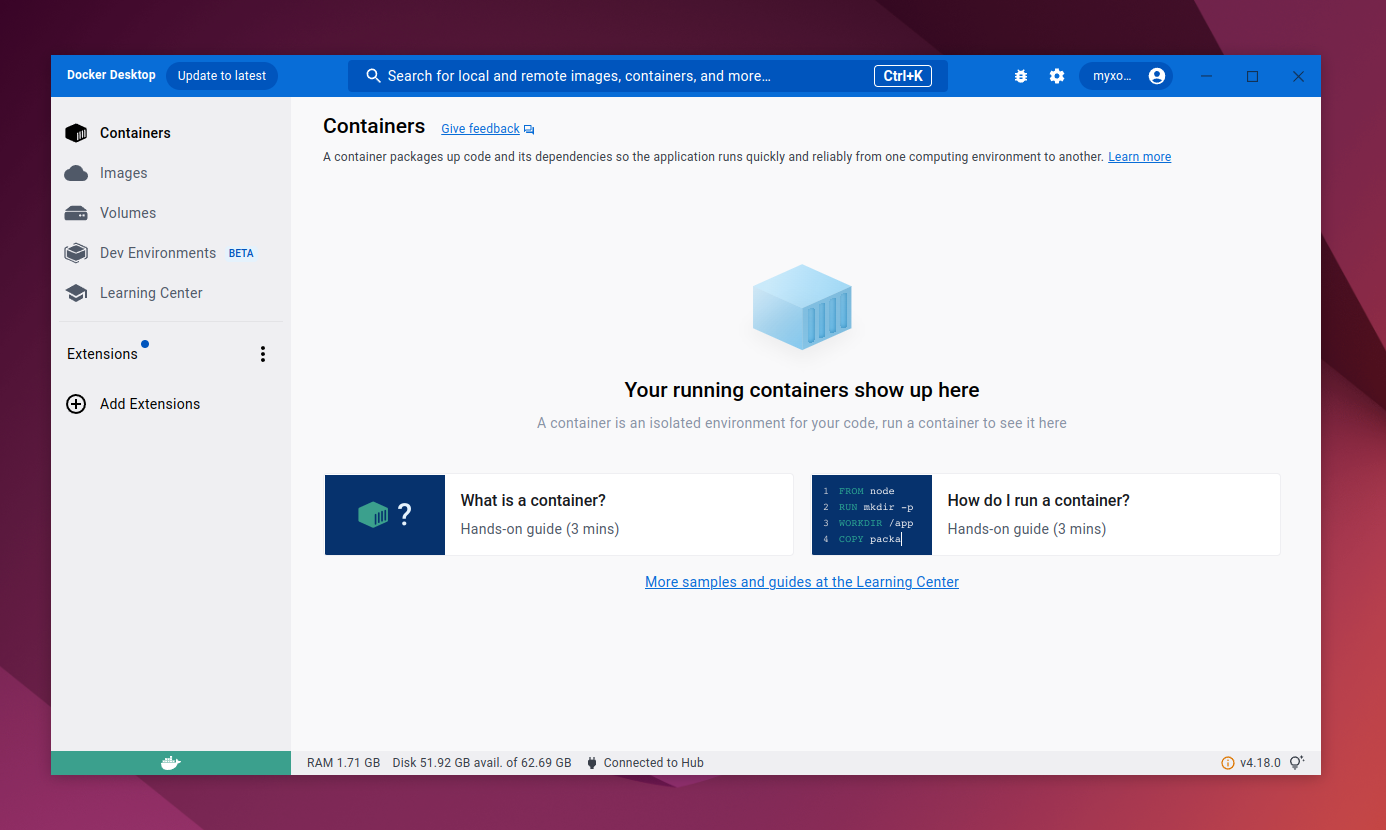 Docker Desktop
Update to latest
Search for local and remote images, containers, and more...
Ctrl+K
myxo...
Containers
Images
Volumes
Dev Environments BETA
Learning Center
Extensions
Add Extensions
Containers
Give feedback
A container packages up code and its dependencies so the application runs quickly and reliably from one computing environment to another. Learn more
Your running containers show up here
A container is an isolated environment for your code, run a container to see it here
?
What is a container?
Hands-on guide (3 mins)
1 FROM node
2 RUN mkdir -p
3 WORKDIR /app
4 COPY packa
How do I run a container?
Hands-on guide (3 mins)
More samples and guides at the Learning Center
RAM 1.71 GB Disk 51.92 GB avail. of 62.69 GB Connected to Hub
v4.18.0